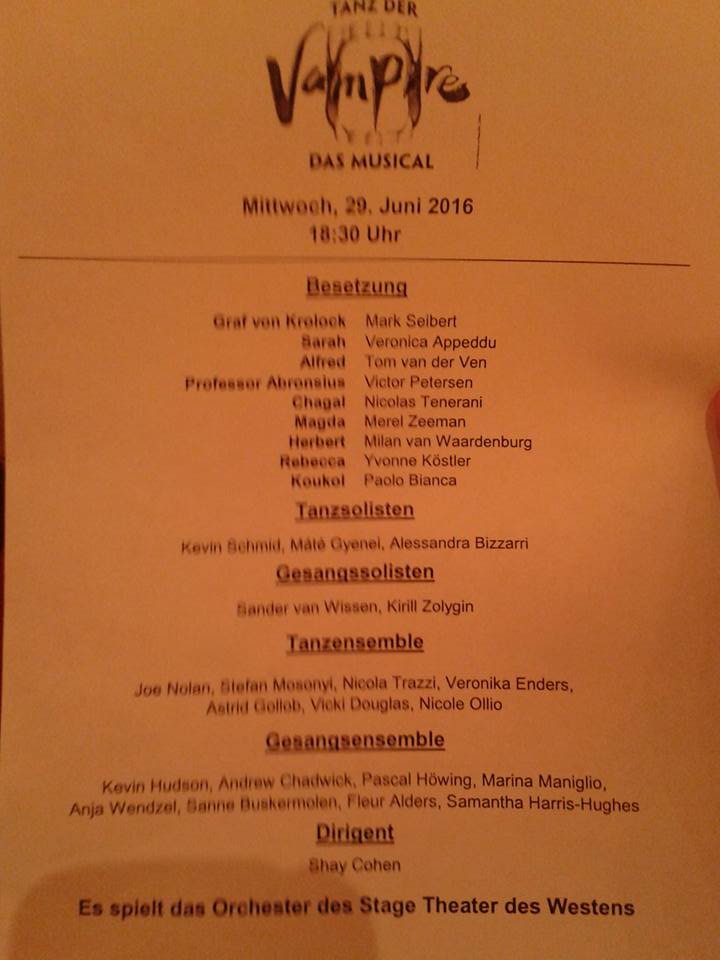 TANZ DER
Vampire
DAS MUSICAL
Mittwoch, 29. Juni 2016
18:30 Uhr
Besetzung
Graf von Krolock Mark Seibert
Sarah Veronica Appeddu
Alfred Tom van der Ven
Professor Abronsius Victor Petersen
Chagal Nicolas Tenerani
Magda Merel Zeeman
Herbert Milan van Waardenburg
Rebecca Yvonne Köstler
Koukol Paolo Bianca
Tanzsolisten
Kevin Schmid, Máté Gyenei, Alessandra Bizzarri
Gesangssolisten
Sander van Wissen, Kirill Zolygin
Tanzensemble
Joe Nolan, Stefan Mosonyi, Nicola Trazzi, Veronika Enders,
Astrid Gollob, Vicki Douglas, Nicole Ollio
Gesangsensemble
Kevin Hudson, Andrew Chadwick, Pascal Höwing, Marina Maniglio,
Anja Wendzel, Sanne Buskermolen, Fleur Alders, Samantha Harris-Hughes
Dirigent
Shay Cohen
Es spielt das Orchester des Stage Theater des Westens